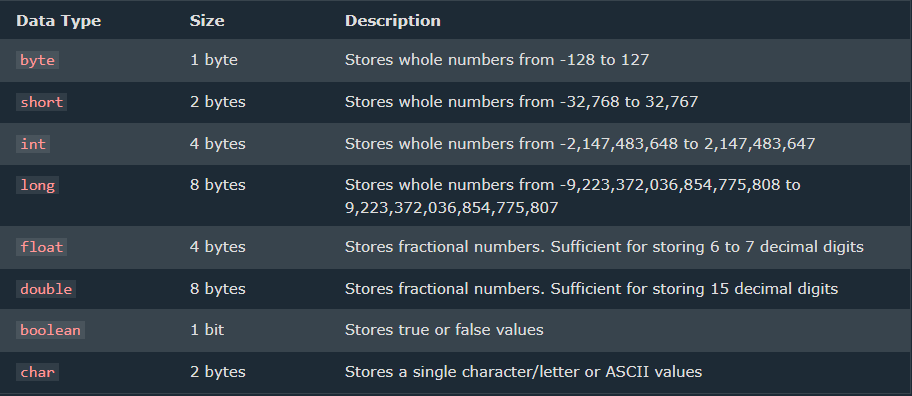 Data Type Size Description
byte 1 byte Stores whole numbers from -128 to 127
short 2 bytes Stores whole numbers from -32,768 to 32,767
int 4 bytes Stores whole numbers from -2,147,483,648 to 2,147,483,647
long 8 bytes Stores whole numbers from -9,223,372,036,854,775,808 to
9,223,372,036,854,775,807
float 4 bytes Stores fractional numbers. Sufficient for storing 6 to 7 decimal digits
double 8 bytes Stores fractional numbers. Sufficient for storing 15 decimal digits
boolean 1 bit Stores true or false values
char 2 bytes Stores a single character/letter or ASCII values